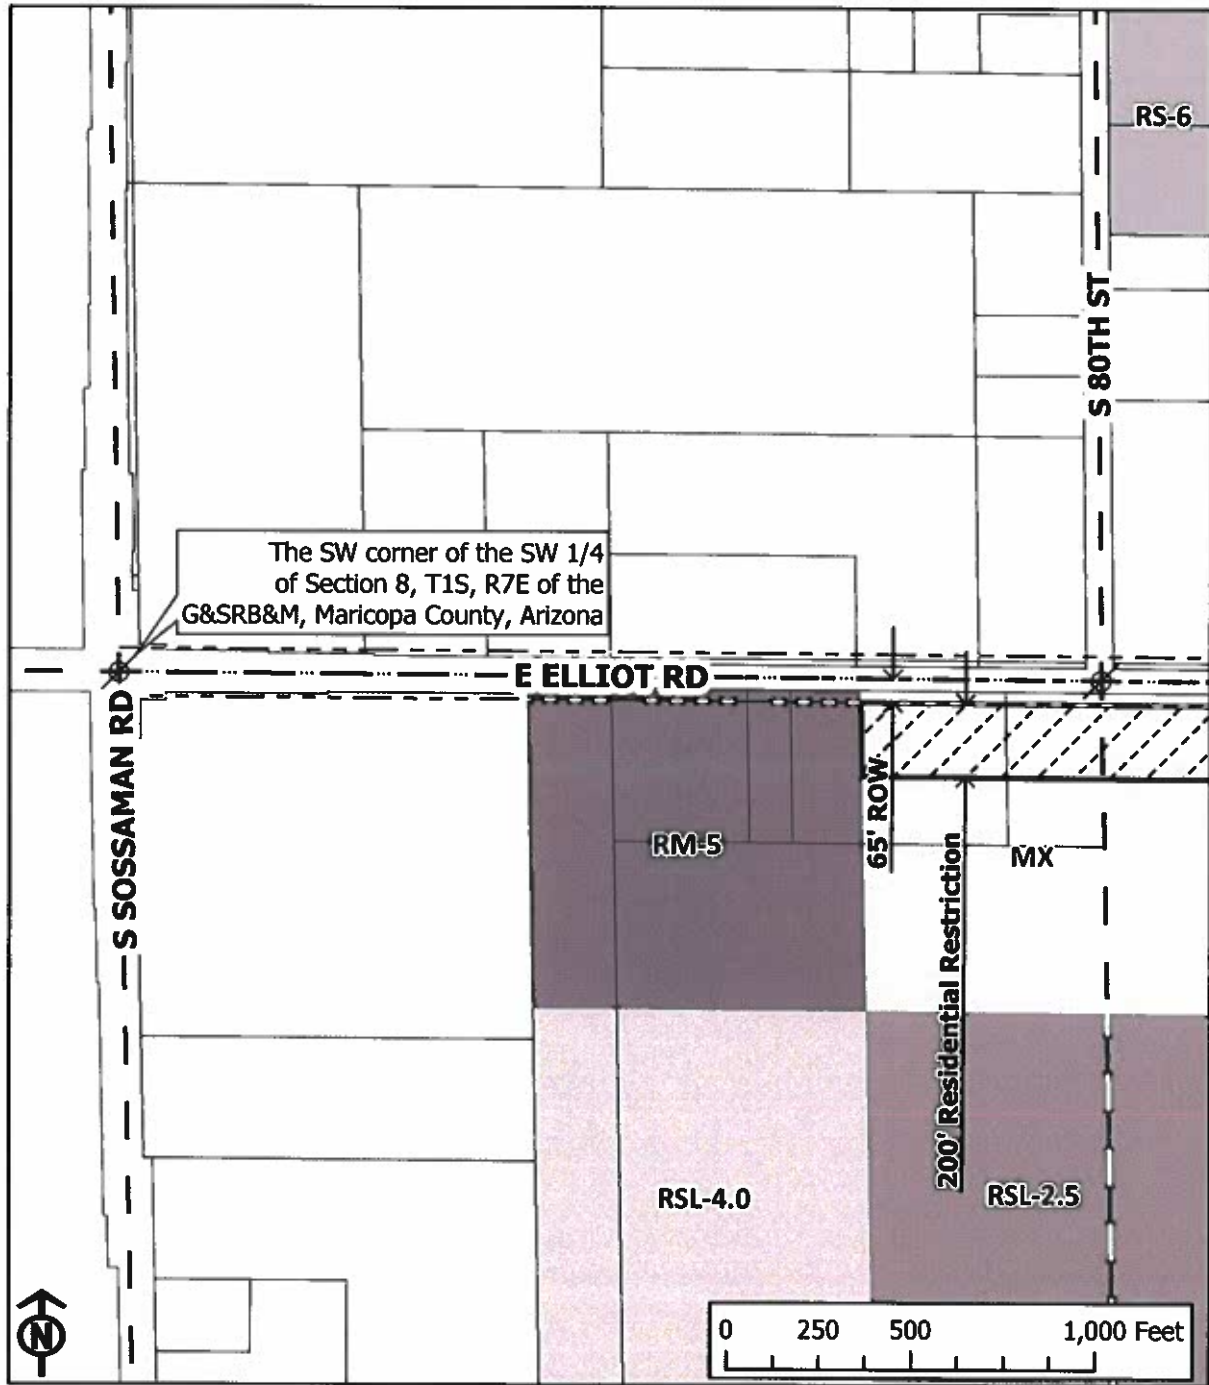 RS-6
S 80TH ST
The SW corner of the SW 1/4
of Section 8, T1S, R7E of the
G&SRB&M, Maricopa County, Arizona
E ELLIOT RD
S SOSSAMAN RD
65' ROW
RM-5
MX
200' Residential Restriction
RSL-4.0
RSL-2.5
N
0 250 500 1,000 Feet